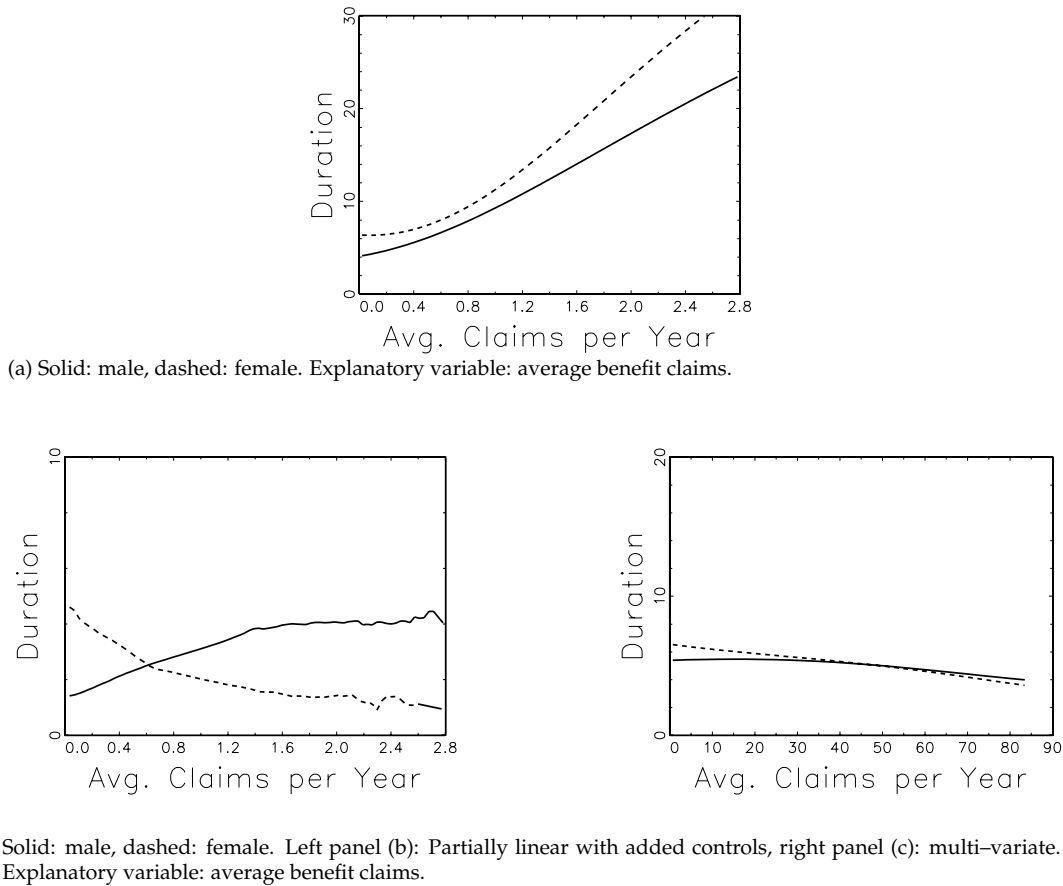 30
20
10
0
Duration
0.0 0.4 0.8 1.2 1.6 2.0 2.4 2.8
Avg. Claims per Year
(a) Solid: male, dashed: female. Explanatory variable: average benefit claims.
10
0
Duration
0.0 0.4 0.8 1.2 1.6 2.0 2.4 2.8
Avg. Claims per Year
20
10
0
Duration
0 10 20 30 40 50 60 70 80 90
Avg. Claims per Year
Solid: male, dashed: female. Left panel (b): Partially linear with added controls, right panel (c): multi–variate.
Explanatory variable: average benefit claims.